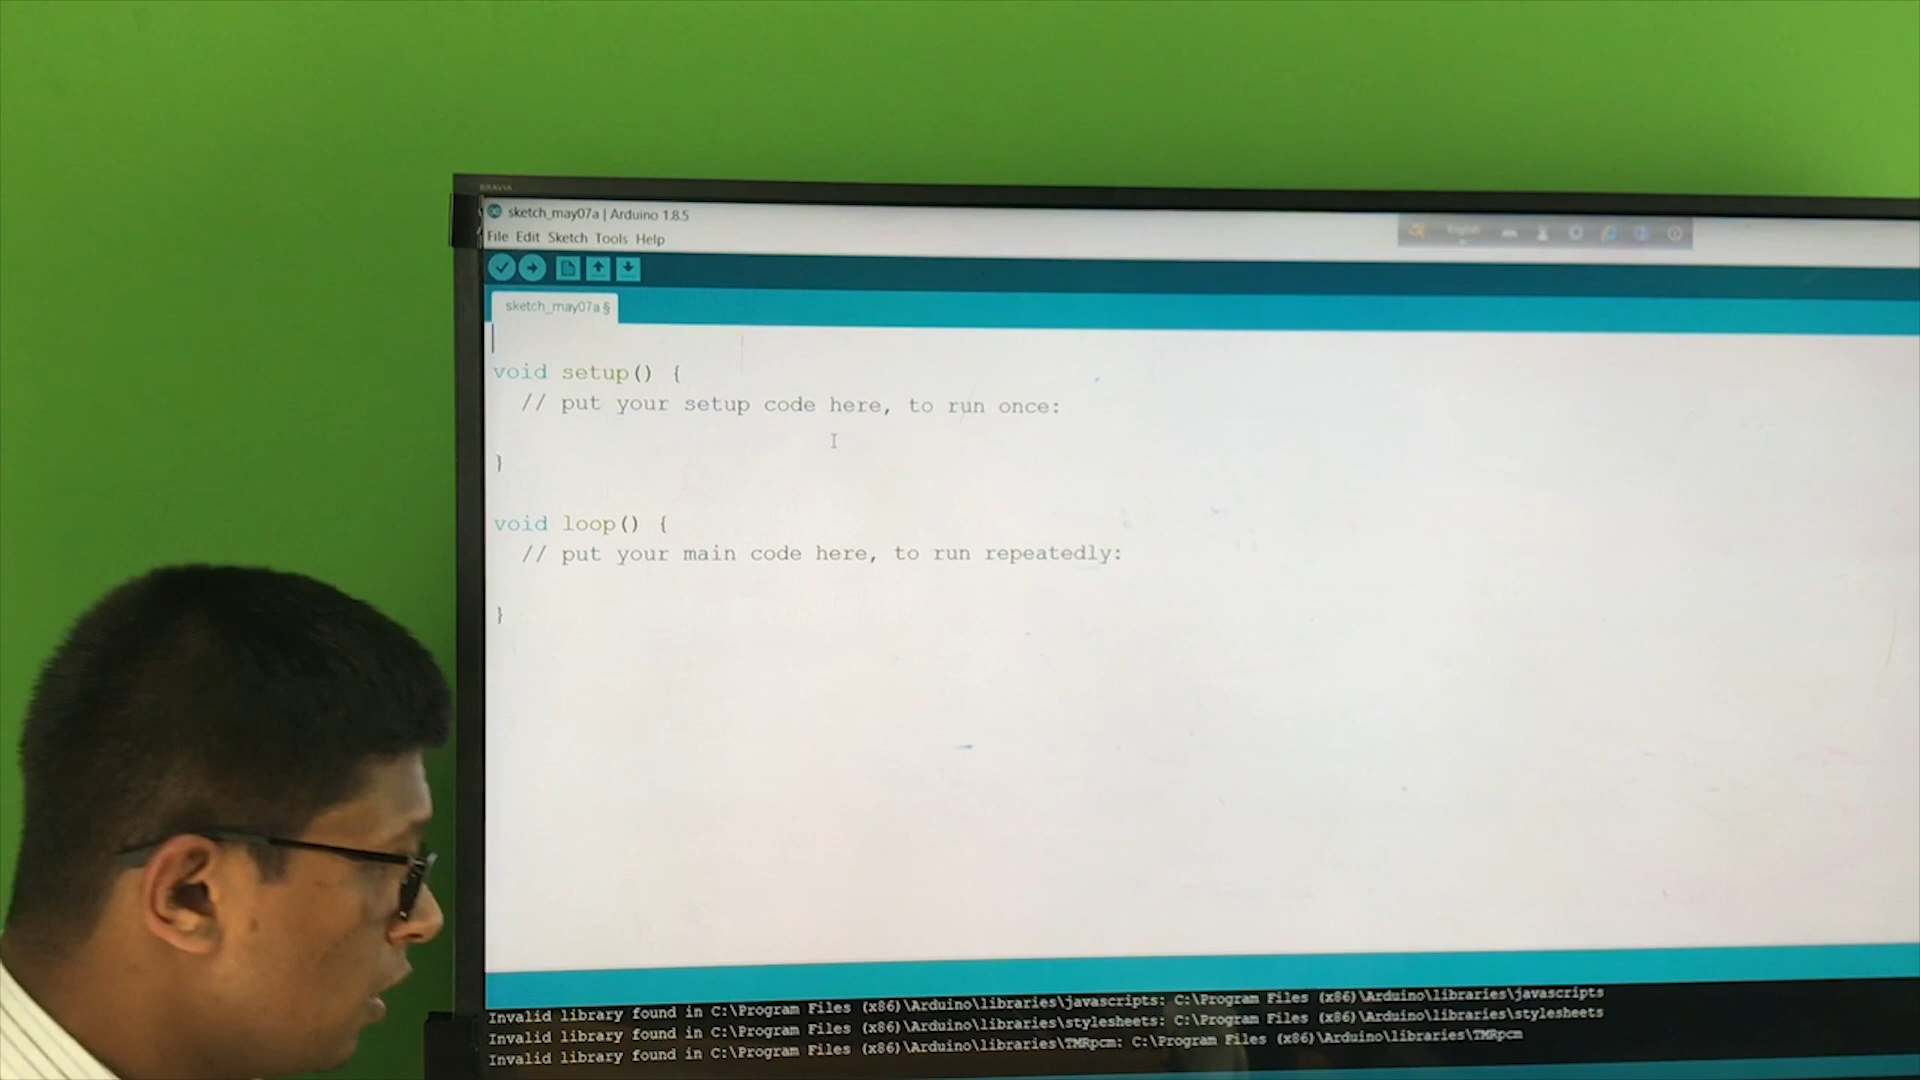 BRAVIA
sketch_may07a | Arduino 1.8.5
File Edit Sketch Tools Help
English
sketch_may07a §
void setup() {
// put your setup code here, to run once:
}
void loop() {
// put your main code here, to run repeatedly:
}
Invalid library found in C:\Program Files (x86)\Arduino\libraries\javascripts: C:\Program Files (x86)\Arduino\libraries\javascripts
Invalid library found in C:\Program Files (x86)\Arduino\libraries\stylesheets: C:\Program Files (x86)\Arduino\libraries\stylesheets
Invalid library found in C:\Program Files (x86)\Arduino\libraries\TMRpcm: C:\Program Files (x86)\Arduino\libraries\TMRpcm